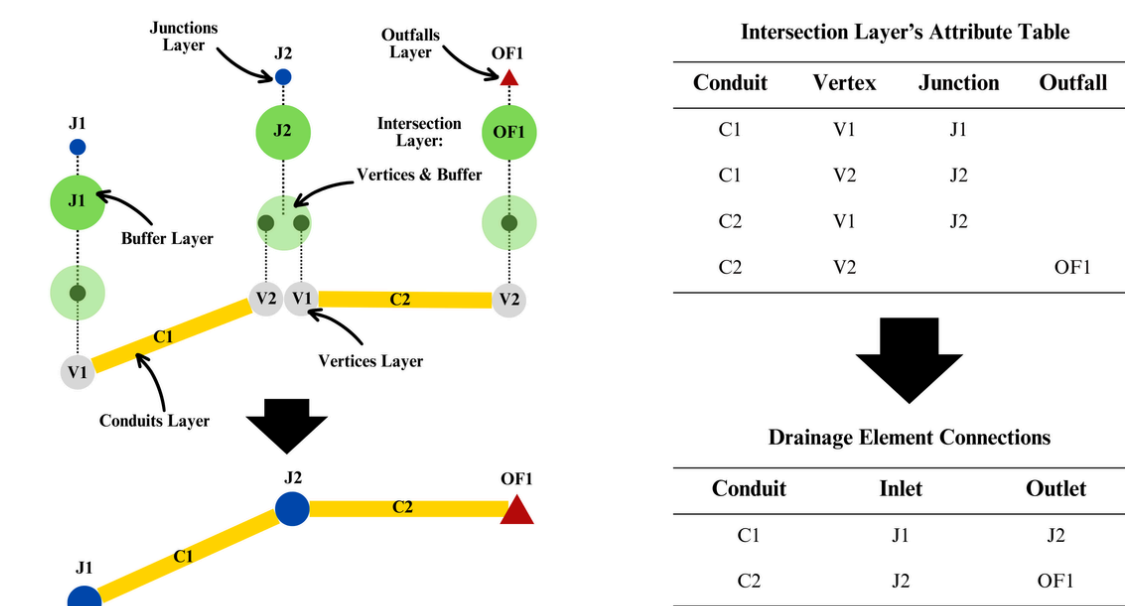 Junctions
Layer
J2
Outfalls
Layer
OF1
J1
J2
Intersection
Layer:
OF1
Vertices & Buffer
J1
Buffer Layer
V2
V1
C2
V2
C1
V1
Vertices Layer
Conduits Layer
J2
OF1
C2
C1
J1
Intersection Layer's Attribute Table
Conduit Vertex Junction Outfall
C1 V1 J1
C1 V2 J2
C2 V1 J2
C2 V2 OF1
Drainage Element Connections
Conduit Inlet Outlet
C1 J1 J2
C2 J2 OF1